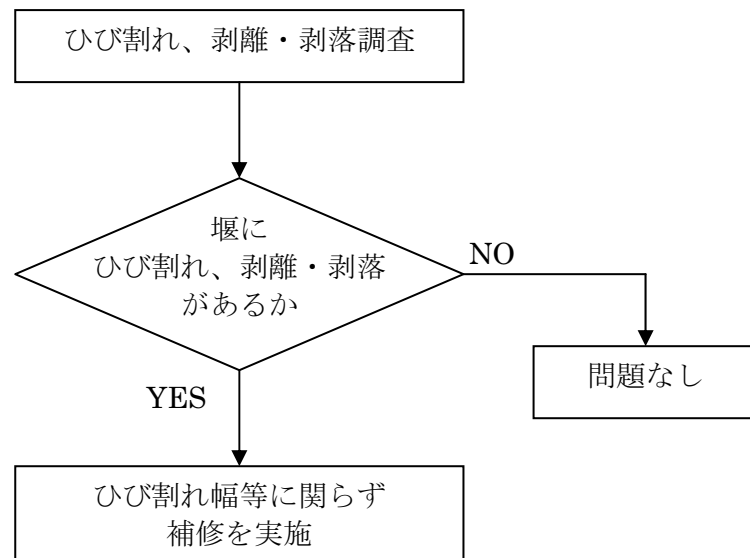 ひび割れ、剥離・剥落調査
堰に
ひび割れ、剥離・剥落
があるか
NO
問題なし
YES
ひび割れ幅等に関らず
補修を実施